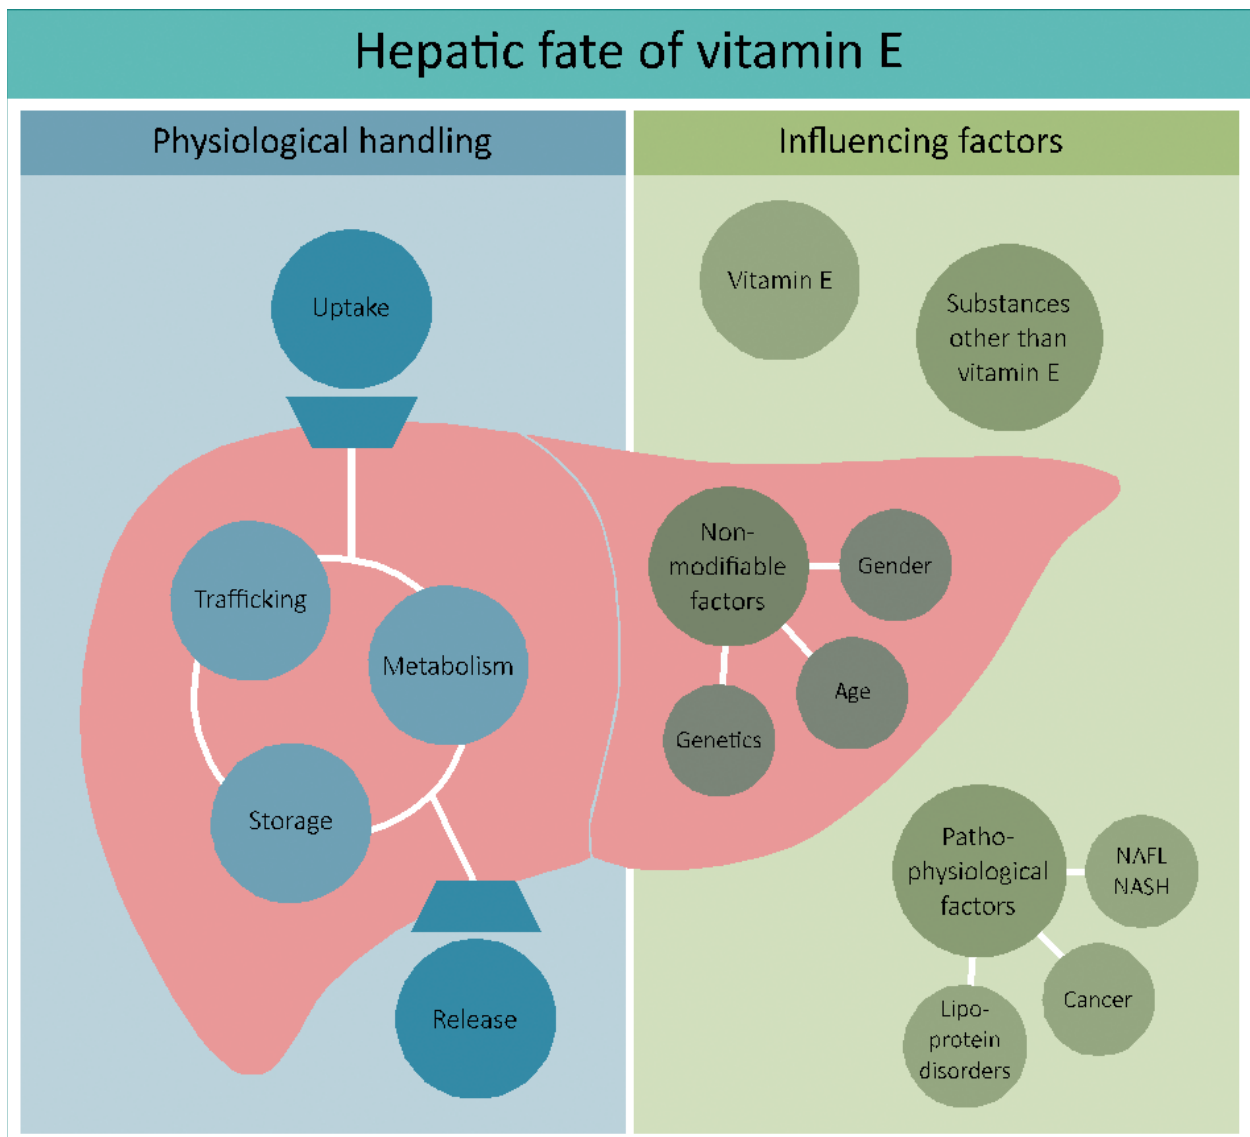 Hepatic fate of vitamin E
Physiological handling
Uptake
Trafficking
Metabolism
Storage
Release
Influencing factors
Vitamin E
Substances
other than
vitamin E
Non-
modifiable
factors
Gender
Age
Genetics
Patho-
physiological
factors
NAFL
NASH
Cancer
Lipo-
protein
disorders